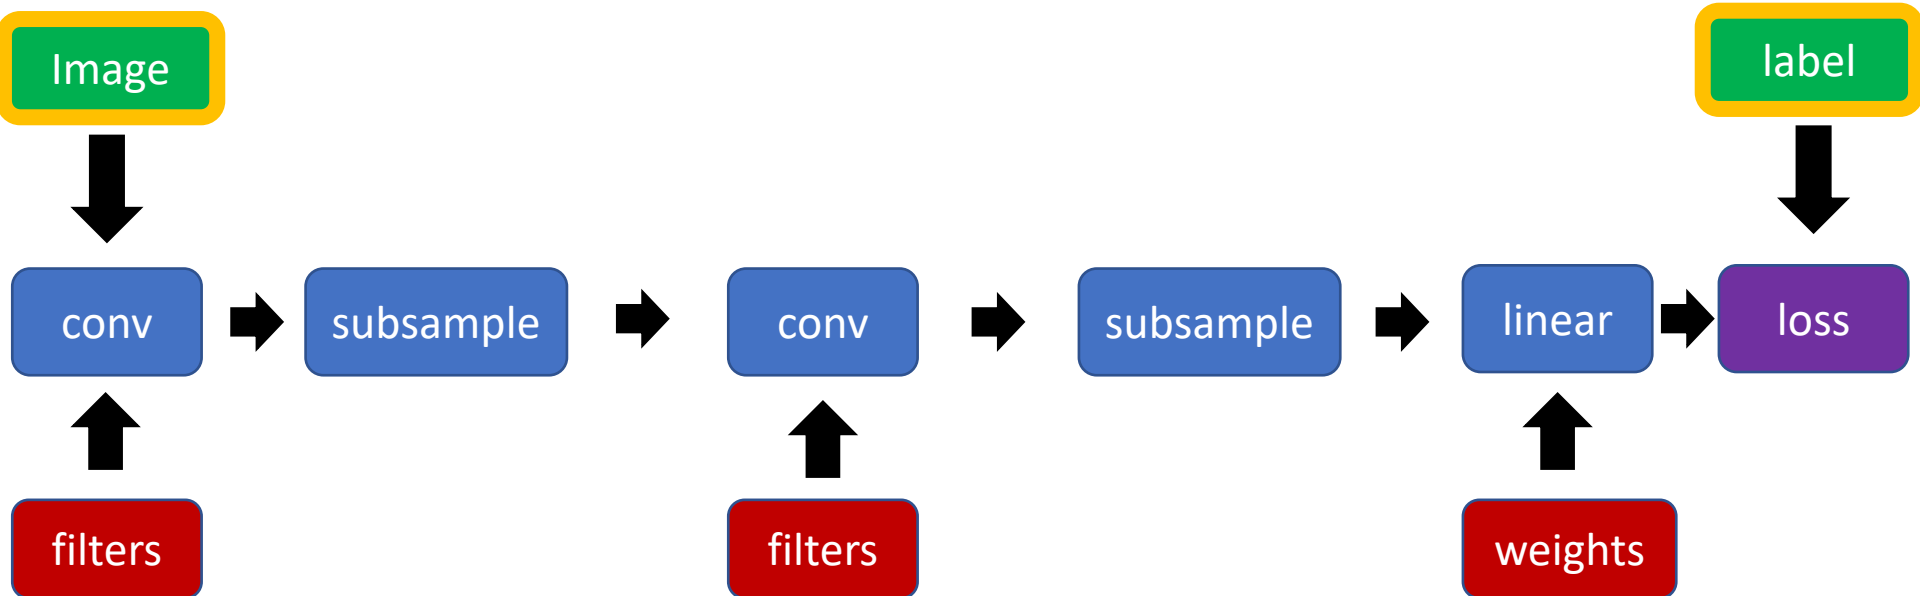 Image
label
conv
subsample
conv
subsample
linear
loss
filters
filters
weights